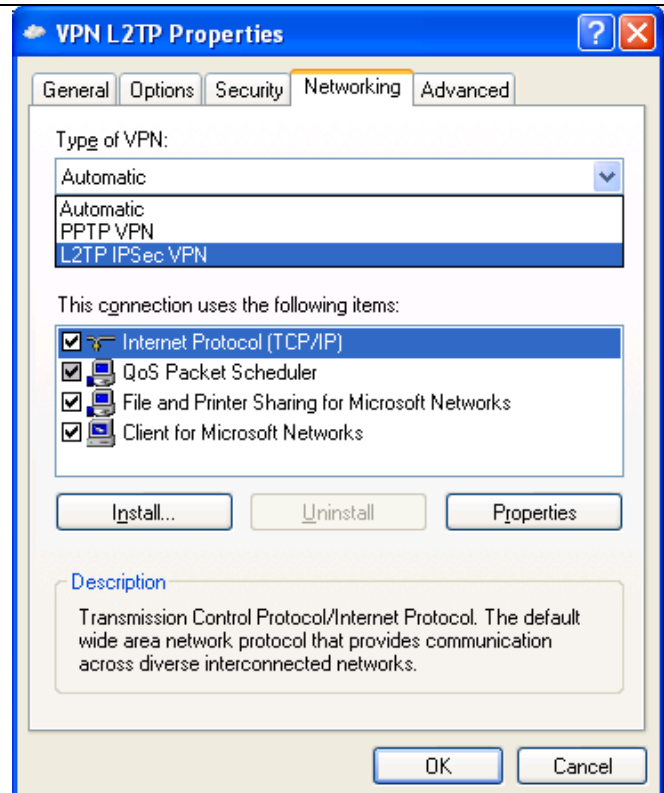 VPN L2TP Properties
General Options Security Networking Advanced
Type of VPN:
Automatic
Automatic
PPTP VPN
L2TP IPSec VPN
This connection uses the following items:
Internet Protocol (TCP/IP)
QoS Packet Scheduler
File and Printer Sharing for Microsoft Networks
Client for Microsoft Networks
Install... Uninstall Properties
Description
Transmission Control Protocol/Internet Protocol. The default
wide area network protocol that provides communication
across diverse interconnected networks.
OK Cancel